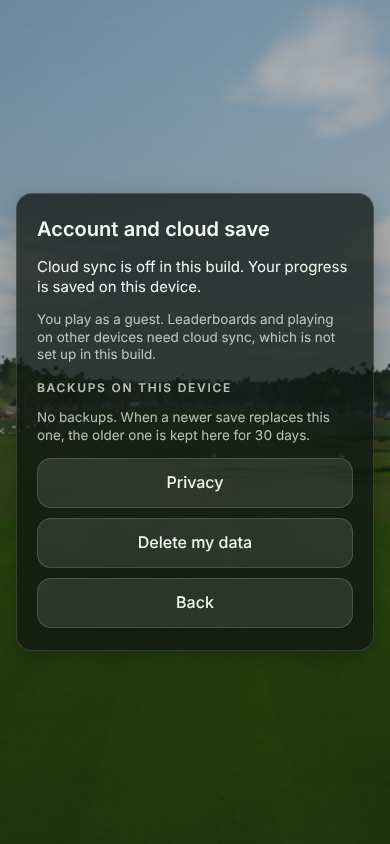 Account and cloud save
Cloud sync is off in this build. Your progress
is saved on this device.
You play as a guest. Leaderboards and playing
on other devices need cloud sync, which is not
set up in this build.
BACKUPS ON THIS DEVICE
No backups. When a newer save replaces this
one, the older one is kept here for 30 days.
Privacy
Delete my data
Back